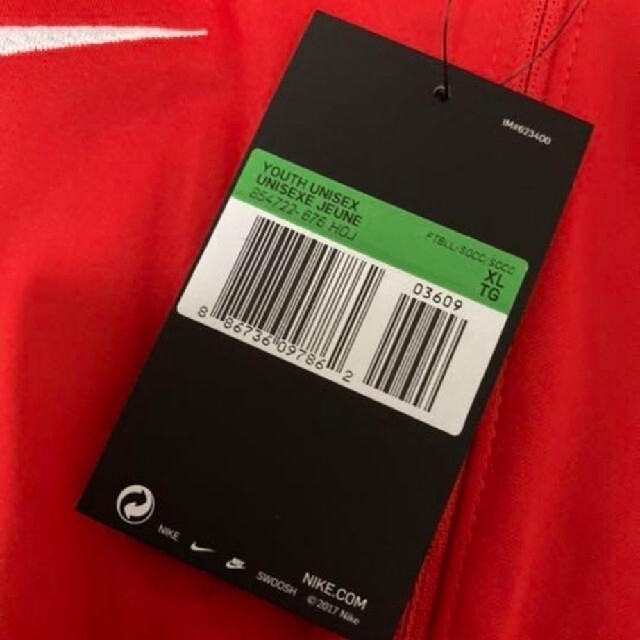 IM#623400
YOUTH UNISEX
UNISEXE JEUNE
854722-676 HOJ
FTBLL/SOCC/SOCC
XL
TG
03609
8 86736 09786 2
NIKE
SWOOSH
NIKE.COM
© 2017 Nike